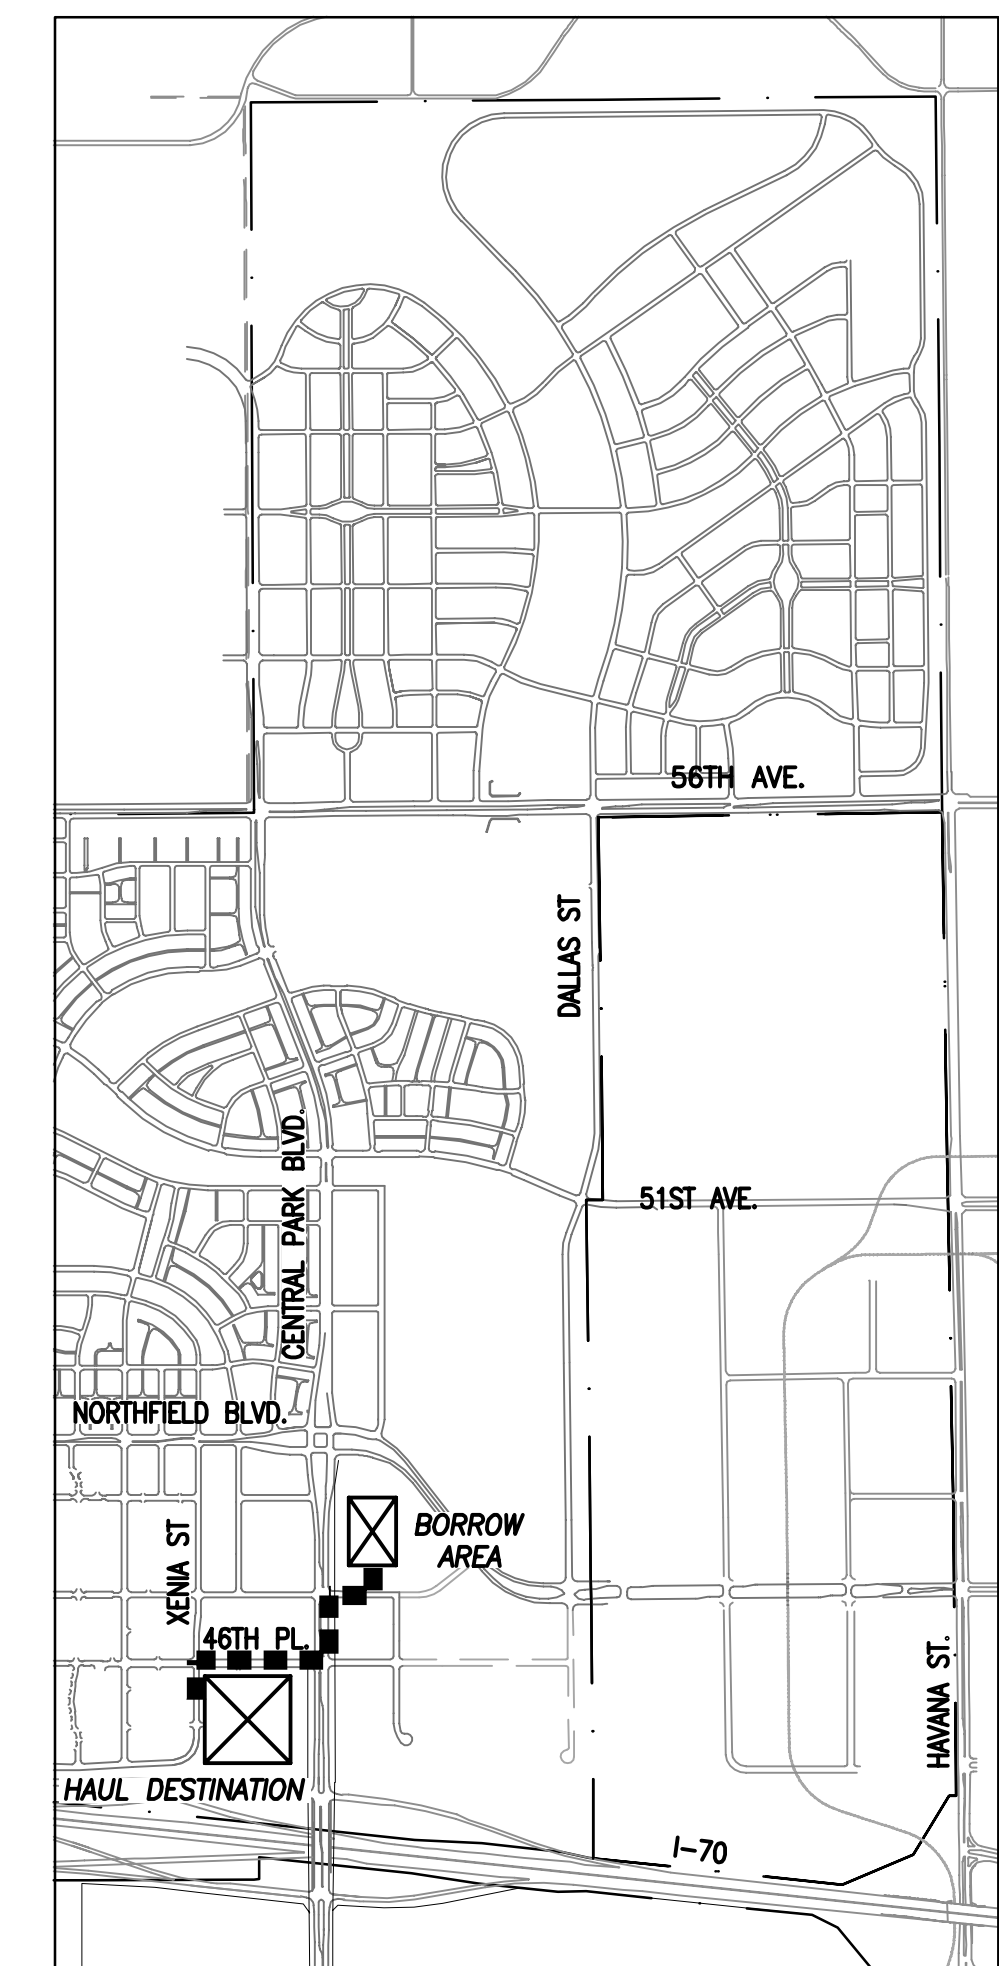 56TH AVE.
DALLAS ST
CENTRAL PARK BLVD.
51ST AVE.
NORTHFIELD BLVD.
BORROW
AREA
XENIA ST
46TH PL.
HAVANA ST.
HAUL DESTINATION
I-70